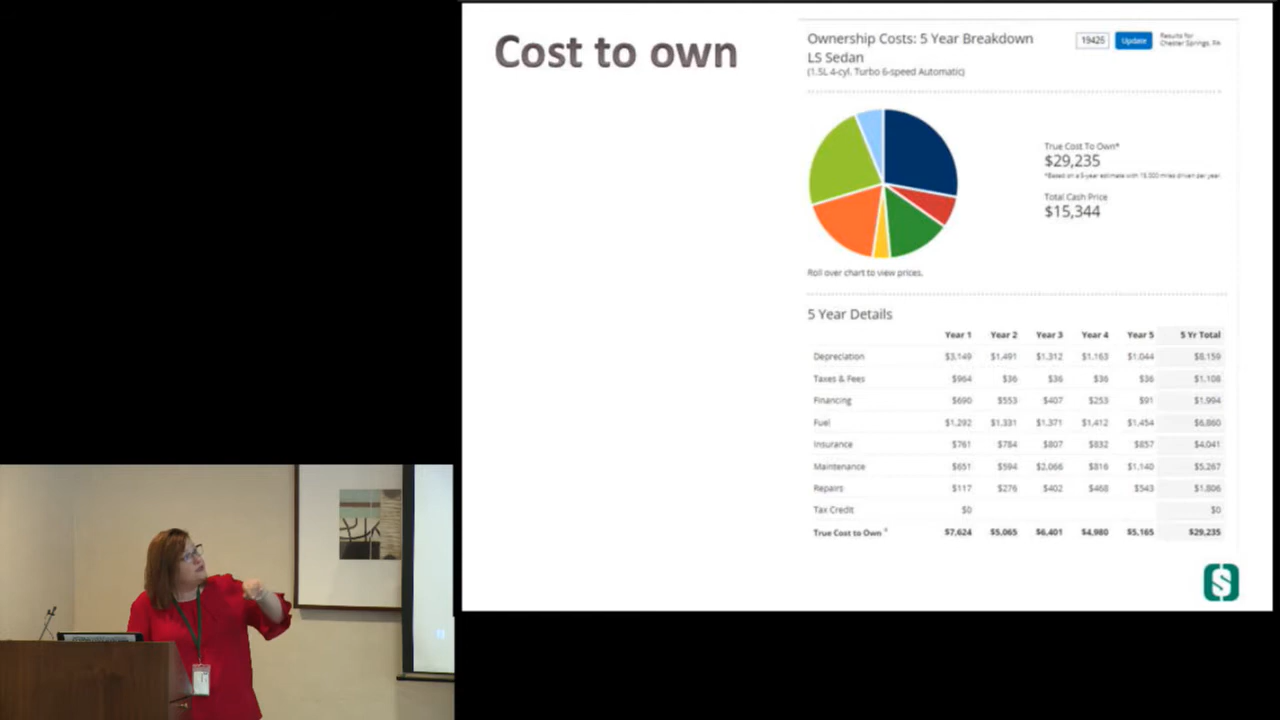 Cost to own
Ownership Costs: 5 Year Breakdown
LS Sedan
(1.5L 4-cyl. Turbo 6-speed Automatic)
19425 Update
Results for
Chester Springs, PA
True Cost To Own*
$29,235
*Based on a 5-year estimate with 15,000 miles driven per year.
Total Cash Price
$15,344
Roll over chart to view prices.
5 Year Details
Year 1 Year 2 Year 3 Year 4 Year 5 5 Yr Total
Depreciation $3,149 $1,491 $1,312 $1,163 $1,044 $8,159
Taxes & Fees $964 $36 $36 $36 $36 $1,108
Financing $690 $553 $407 $253 $91 $1,994
Fuel $1,292 $1,331 $1,371 $1,412 $1,454 $6,860
Insurance $761 $784 $807 $832 $857 $4,041
Maintenance $651 $594 $2,066 $816 $1,140 $5,267
Repairs $117 $276 $402 $468 $543 $1,806
Tax Credit $0 $0
True Cost to Own $7,624 $5,065 $6,401 $4,980 $5,165 $29,235
$